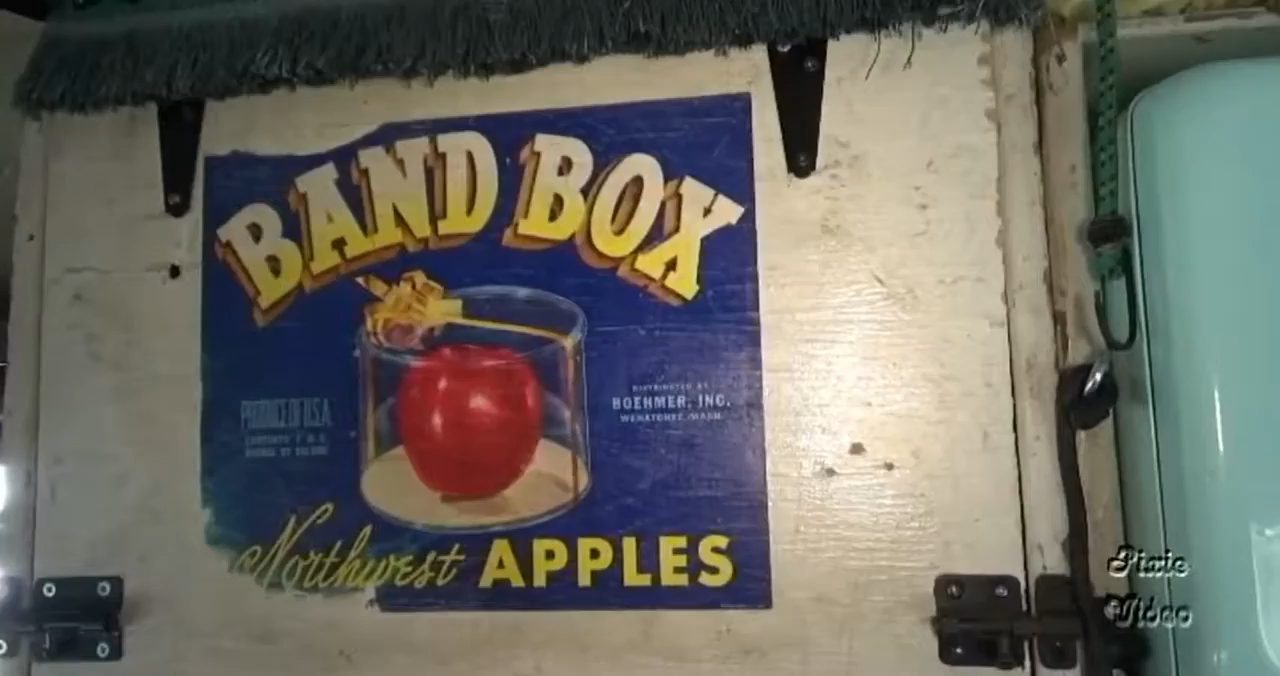 BAND BOX
PRODUCE OF U.S.A.
DISTRIBUTED BY
BOEHMER, INC.
WENATCHEE, WASH.
Northwest APPLES
Pixie
Video